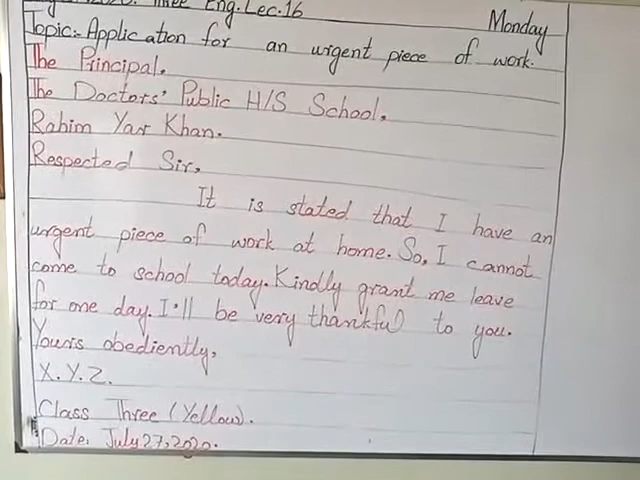 2020. Three Eng. Lec.16
Monday
Topic:- Application for an urgent piece of work.
The Principal,
The Doctors' Public H/S School,
Rahim Yar Khan.
Respected Sir,
It is stated that I have an
urgent piece of work at home. So, I cannot
come to school today. Kindly grant me leave
for one day. I'll be very thankful to you.
Yours obediently,
X.Y.Z.
Class Three (Yellow).
Date: July 27, 2020.